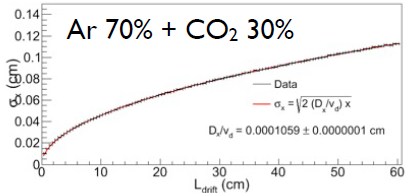 Ar 70% + CO₂ 30%
0.14
0.12
0.1
0.08
0.06
0.04
0.02
0
σₓ (cm)
Data
σₓ = √2 (Dₓ/v_d) x
Dₓ/v_d = 0.0001059 ± 0.0000001 cm
0 10 20 30 40 50 60
L_drift (cm)